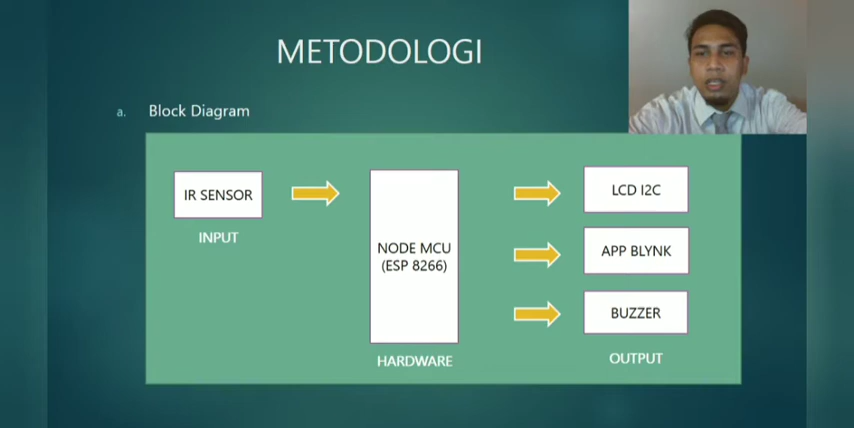 METODOLOGI
a. Block Diagram
IR SENSOR
INPUT
NODE MCU
(ESP 8266)
HARDWARE
LCD I2C
APP BLYNK
BUZZER
OUTPUT